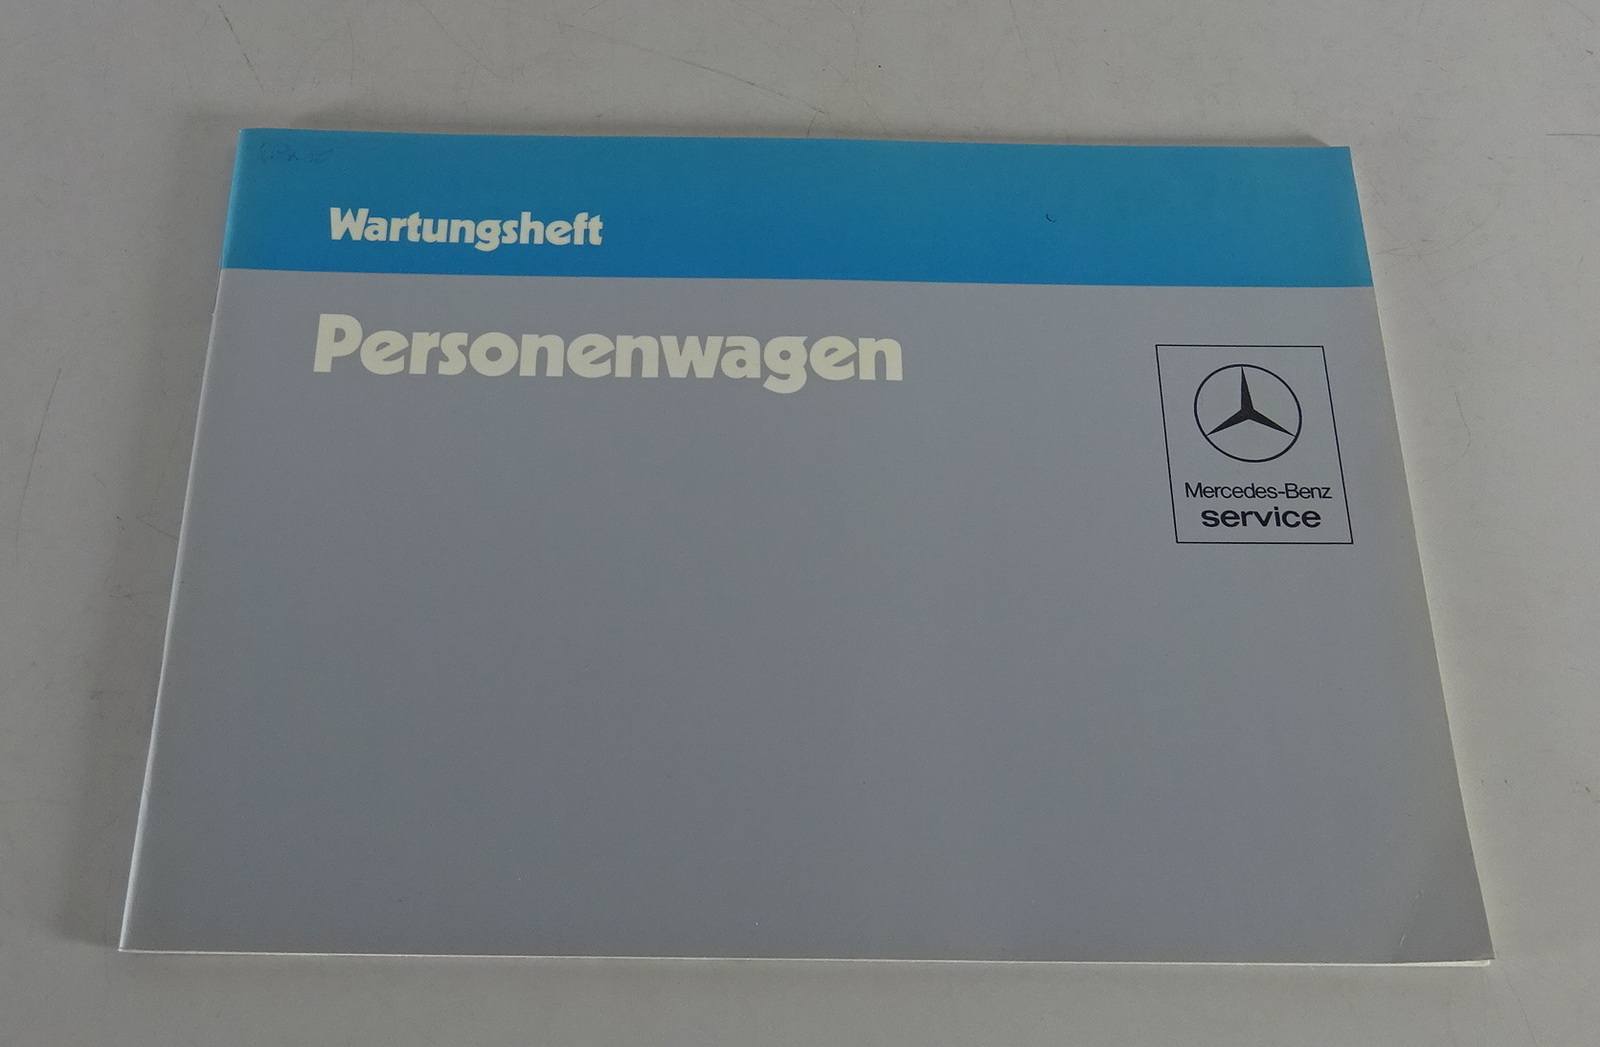 Wartungsheft
Personenwagen
Mercedes-Benz
service